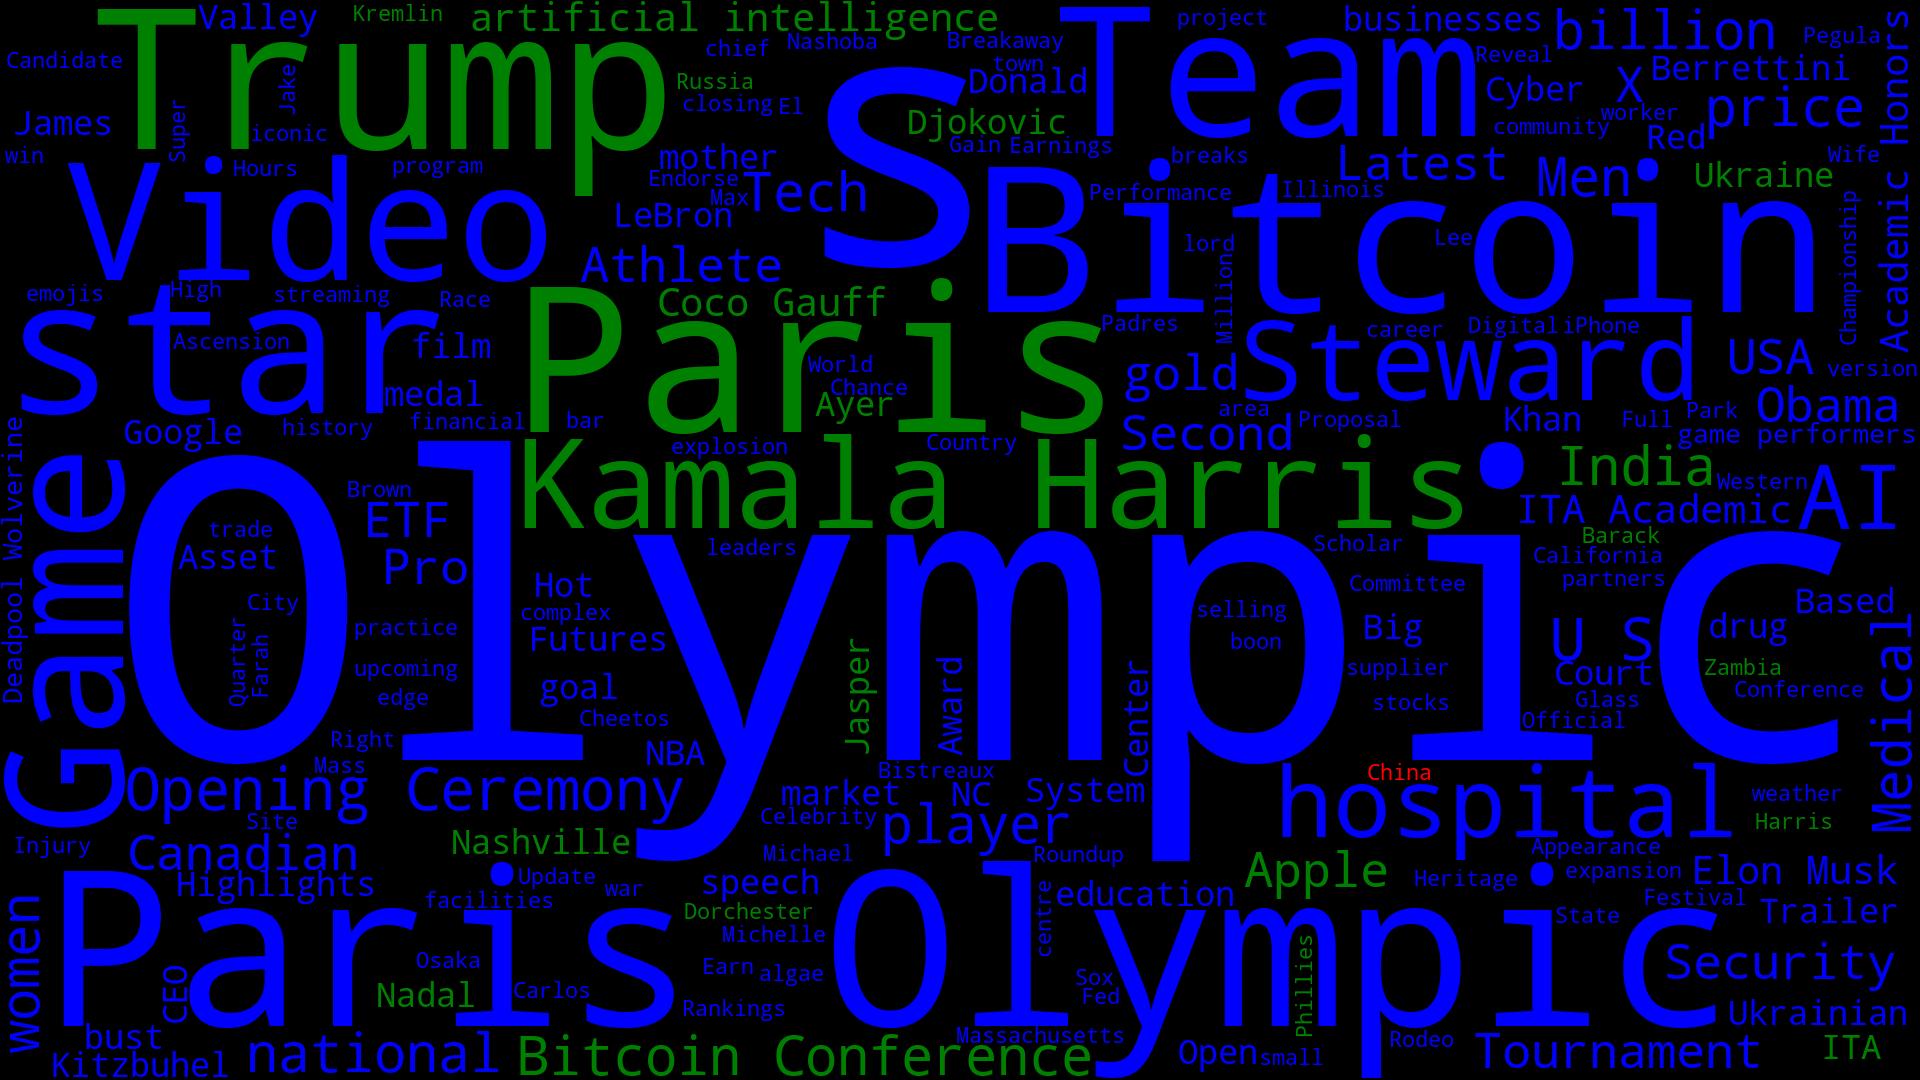 Trump
Valley
Kremlin
artificial intelligence
Team
project
businesses
billion
Pegula
Honors
Candidate
Jake
chief
Nashoba
Breakaway
town
Donald
Reveal
Berrettini
Russia
closing
El
S
Cyber
X
price
James
Super
iconic
Djokovic
community
worker
Red
win
Hours
program
mother
Gain
Earnings
breaks
Latest
Men
Wife
Video
Endorse
Max
Tech
Bitcoin
Performance
Illinois
Ukraine
Academic
LeBron
lord
Lee
Championship
Athlete
Million
emojis
High
streaming
Race
Coco Gauff
star
Ascension
film
Paris
World
Chance
Padres
Steward
career
Digital
iPhone
USA
version
medal
Ayer
gold
area
Proposal
Khan
Full
Park
Obama
Google
history
financial
bar
explosion
Country
Second
game
performers
Deadpool Wolverine
Game
Olympic
Kamala Harris
India
Western
AI
Brown
ETF
ITA Academic
trade
Asset
leaders
Scholar
Barack
California
partners
Pro
Hot
complex
Committee
Based
City
Quarter
Farah
practice
Futures
selling
boon
Big
U S
drug
upcoming
edge
goal
Jasper
Award
Center
supplier
stocks
Court
Zambia
Conference
Glass
Official
Medical
Cheetos
Right
Mass
NBA
Opening Ceremony
Bistreaux
market
NC
System
China
hospital
weather
Harris
Site
Celebrity
player
Injury
Canadian
Nashville
Michael
Roundup
Appearance
Apple
Heritage
expansion
Elon Musk
Highlights
Update
war
speech
education
facilities
centre
Festival
State
Trailer
women
Paris Olympic
Dorchester
Michelle
Osaka
Earn
algae
Sox
Fed
Phillies
Security
CEO
Nadal
Carlos
Rankings
Ukrainian
bust
Massachusetts
Rodeo
Kitzbuhel
national
Bitcoin Conference
Open
small
Tournament
ITA